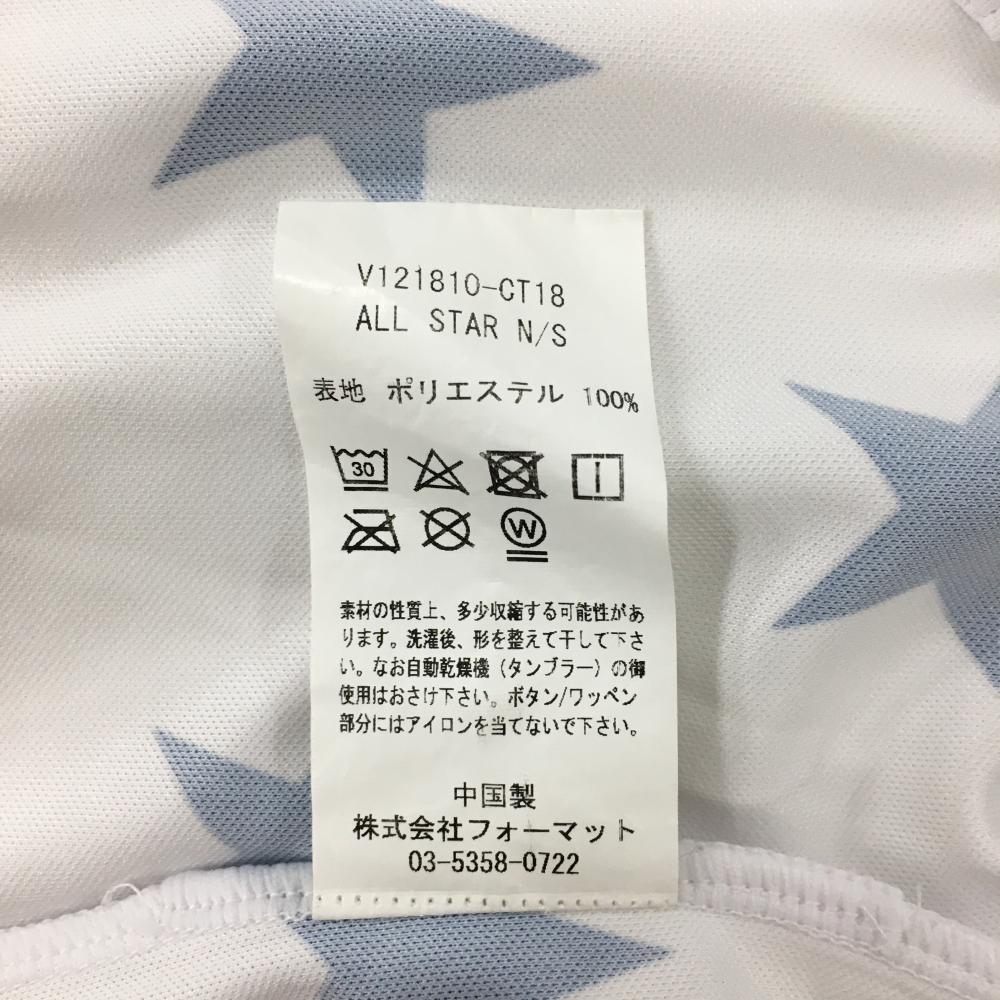 V121810-CT18
ALL STAR N/S
表地 ポリエステル 100%
30
W
素材の性質上、多少収縮する可能性があ
ります。洗濯後、形を整えて干して下さ
い。なお自動乾燥機（タンブラー）の御
使用はおさけ下さい。ボタン/ワッペン
部分にはアイロンを当てないで下さい。
中国製
株式会社フォーマット
03-5358-0722